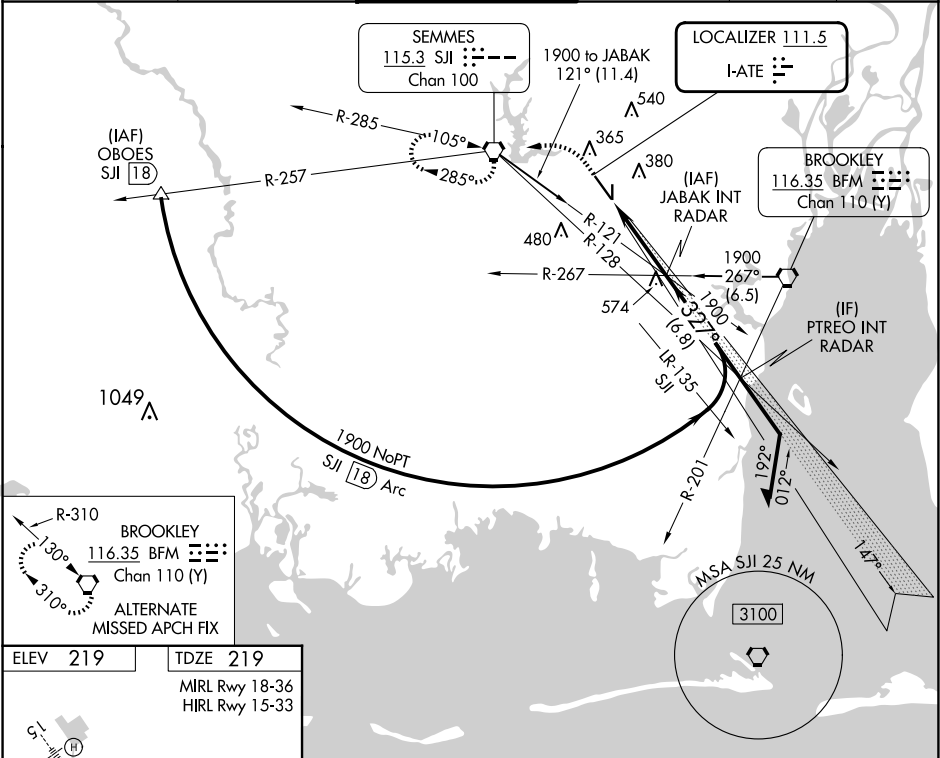 SEMMES
115.3 SJI
Chan 100
1900 to JABAK
121° (11.4)
LOCALIZER 111.5
I-ATE
540
365
380
R-285
105°
285°
(IAF)
OBOES
SJI 18
R-257
BROOKLEY
116.35 BFM
Chan 110 (Y)
(IAF)
JABAK INT
RADAR
R-121
R-128
480
R-267
1900
267°
(6.5)
574
1900
327°
(6.8)
(IF)
PTREO INT
RADAR
LR-135
SJI
1049
1900 NoPT
SJI 18 Arc
R-201
192°
012°
147°
R-310
130°
310°
BROOKLEY
116.35 BFM
Chan 110 (Y)
ALTERNATE
MISSED APCH FIX
MSA SJI 25 NM
3100
ELEV 219
TDZE 219
MIRL Rwy 18-36
HIRL Rwy 15-33
15
H